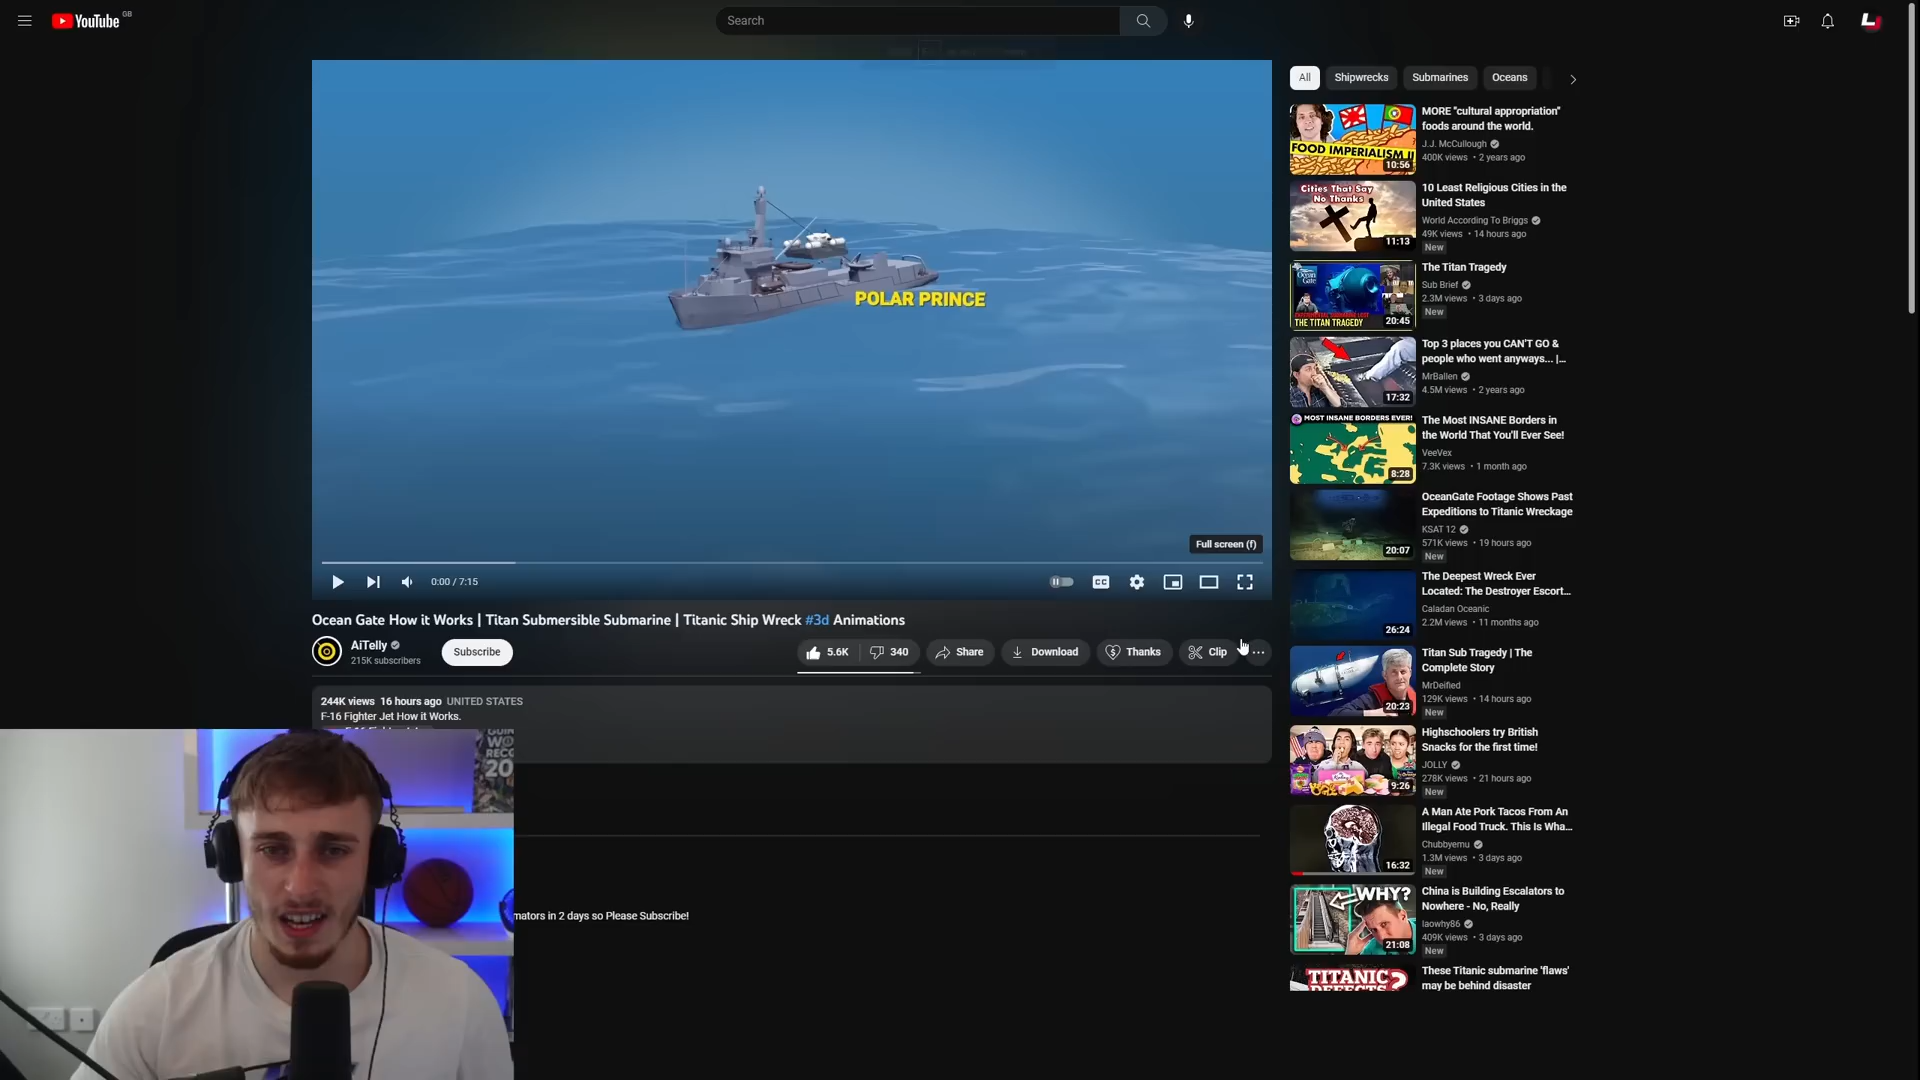 YouTube GB
Search
POLAR PRINCE
Full screen (f)
0:00 / 7:15
CC
Ocean Gate How it Works | Titan Submersible Submarine | Titanic Ship Wreck #3d Animations
AiTelly
215K subscribers
Subscribe
5.6K
340
Share
Download
Thanks
Clip
244K views 16 hours ago UNITED STATES
F-16 Fighter Jet How it Works.
mators in 2 days so Please Subscribe!
All
Shipwrecks
Submarines
Oceans
FOOD IMPERIALISM II
10:56
MORE "cultural appropriation"
foods around the world.
J.J. McCullough
400K views • 2 years ago
Cities That Say
No Thanks
11:13
10 Least Religious Cities in the
United States
World According To Briggs
49K views • 14 hours ago
New
Ocean
Gate
THE TITAN TRAGEDY
20:45
The Titan Tragedy
Sub Brief
2.3M views • 3 days ago
New
17:32
Top 3 places you CAN'T GO &
people who went anyways... |...
MrBallen
4.5M views • 2 years ago
MOST INSANE BORDERS EVER!
8:28
The Most INSANE Borders in
the World That You'll Ever See!
VeeVex
7.3K views • 1 month ago
20:07
OceanGate Footage Shows Past
Expeditions to Titanic Wreckage
KSAT 12
571K views • 19 hours ago
New
26:24
The Deepest Wreck Ever
Located: The Destroyer Escort...
Caladan Oceanic
2.2M views • 11 months ago
20:23
Titan Sub Tragedy | The
Complete Story
MrDeified
129K views • 14 hours ago
New
9:26
Highschoolers try British
Snacks for the first time!
JOLLY
278K views • 21 hours ago
New
16:32
A Man Ate Pork Tacos From An
Illegal Food Truck. This Is Wha...
Chubbyemu
1.3M views • 3 days ago
New
WHY?
21:08
China is Building Escalators to
Nowhere - No, Really
laowhy86
409K views • 3 days ago
New
TITANIC
DEFECTS?
These Titanic submarine 'flaws'
may be behind disaster